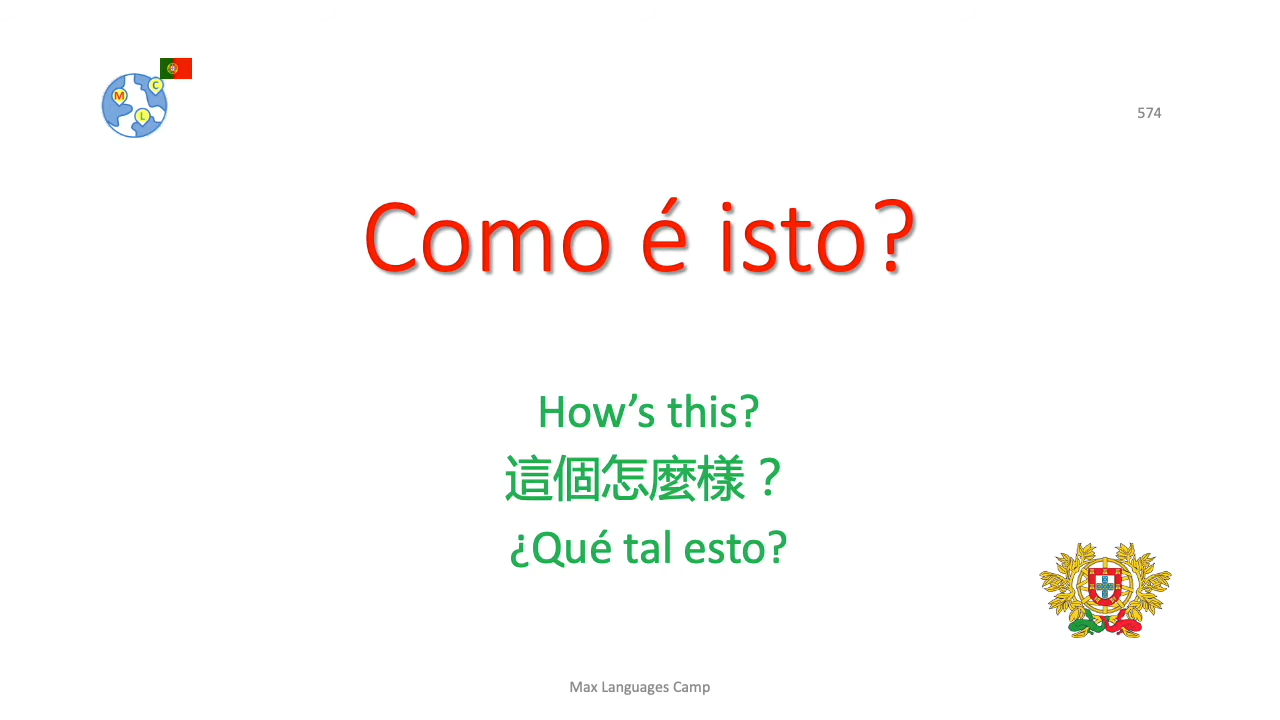 M
C
L
574
Como é isto?
How’s this?
這個怎麼樣？
¿Qué tal esto?
Max Languages Camp